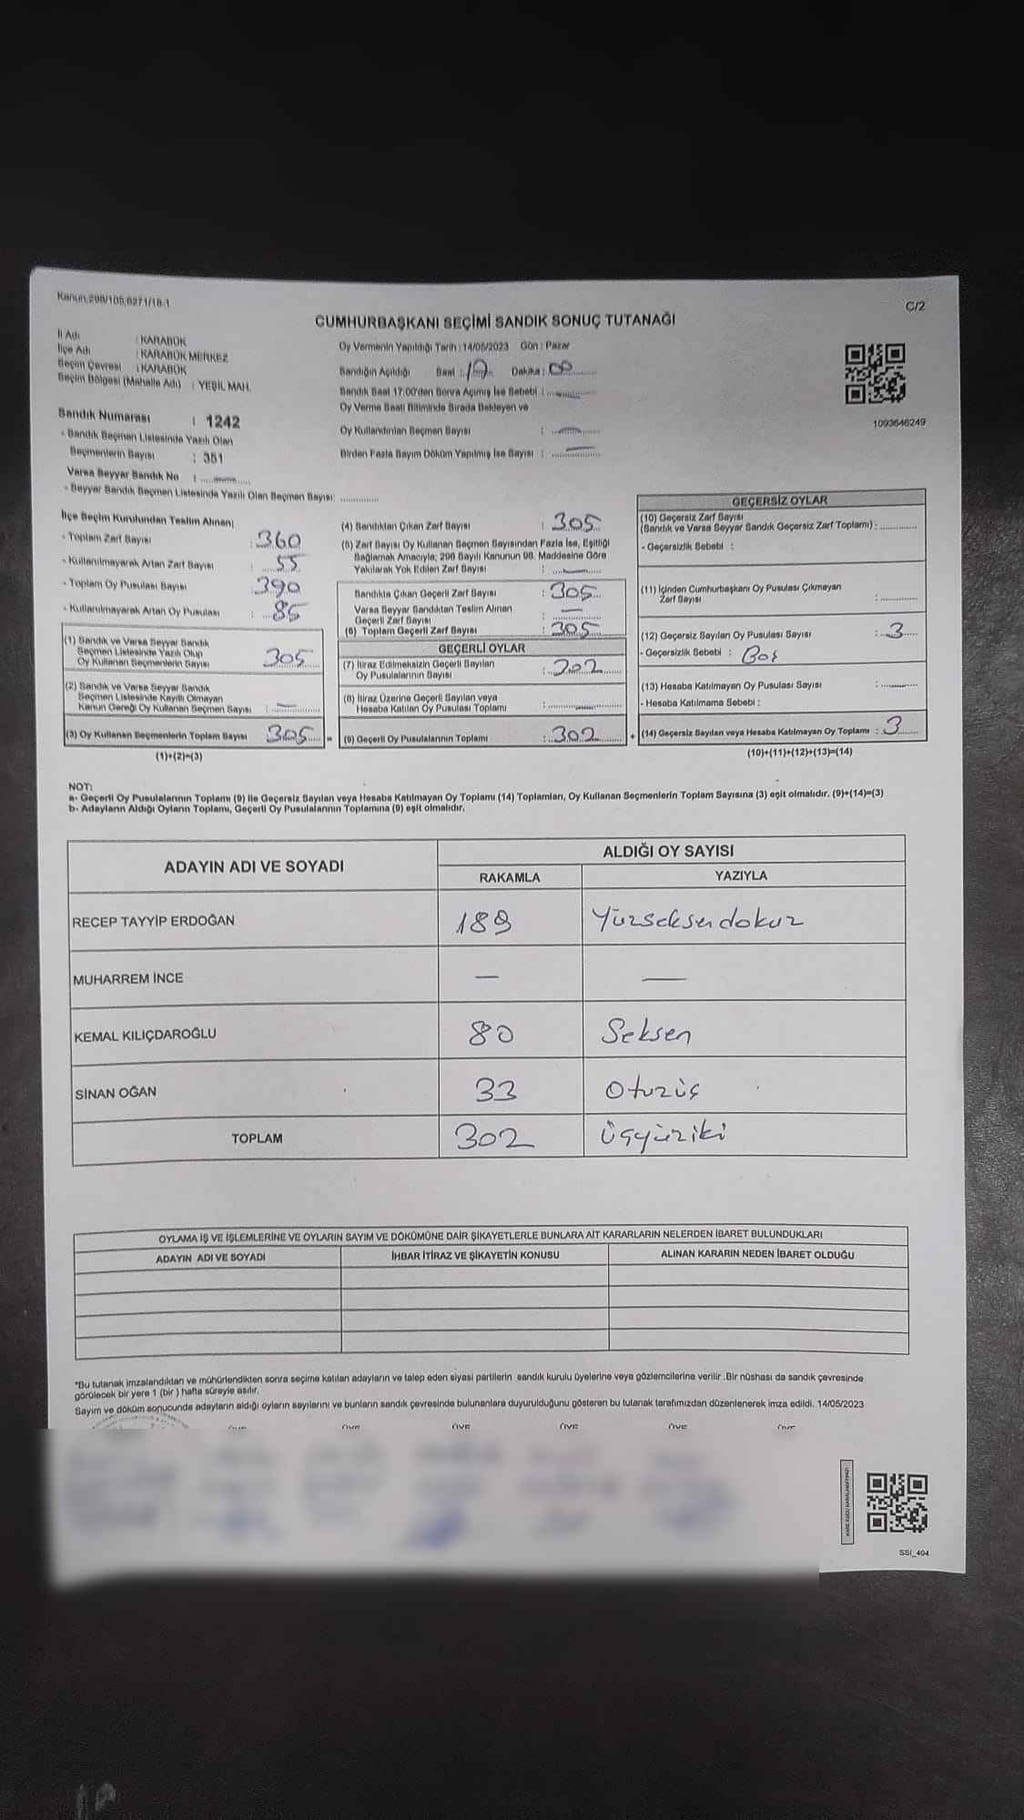 Kanun,298/105,6271/18-1
C/2
CUMHURBAŞKANI SEÇİMİ SANDIK SONUÇ TUTANAĞI
İl Adı : KARABÜK
İlçe Adı : KARABÜK MERKEZ
Seçim Çevresi : KARABÜK
Seçim Bölgesi (Mahalle Adı) : YEŞİL MAH.
Oy Vermenin Yapıldığı Tarih : 14/05/2023 Gün : Pazar
Sandığın Açıldığı Saat : 17 Dakika : 00
Sandık Saat 17:00'den Sonra Açılmış İse Sebebi :
Oy Verme Saati Bitiminde Sırada Bekleyen ve
Oy Kullandırılan Seçmen Sayısı :
Birden Fazla Sayım Döküm Yapılmış İse Sayısı :
1093646249
Sandık Numarası : 1242
- Sandık Seçmen Listesinde Yazılı Olan
Seçmenlerin Sayısı : 351
Varsa Seyyar Sandık No :
- Seyyar Sandık Seçmen Listesinde Yazılı Olan Seçmen Sayısı:
İlçe Seçim Kurulundan Teslim Alınan;
- Toplam Zarf Sayısı : 360
- Kullanılmayarak Artan Zarf Sayısı : 55
- Toplam Oy Pusulası Sayısı : 390
- Kullanılmayarak Artan Oy Pusulası : 85
(1) Sandık ve Varsa Seyyar Sandık
Seçmen Listesinde Yazılı Olup
Oy Kullanan Seçmenlerin Sayısı : 305
(2) Sandık ve Varsa Seyyar Sandık
Seçmen Listesinde Kayıtlı Olmayan
Kanun Gereği Oy Kullanan Seçmen Sayısı : —
(3) Oy Kullanan Seçmenlerin Toplam Sayısı : 305
(1)+(2)=(3)
(4) Sandıktan Çıkan Zarf Sayısı : 305
(5) Zarf Sayısı Oy Kullanan Seçmen Sayısından Fazla İse, Eşitliği
Sağlamak Amacıyla; 298 Sayılı Kanunun 98. Maddesine Göre
Yakılarak Yok Edilen Zarf Sayısı : —
Sandıkta Çıkan Geçerli Zarf Sayısı : 305
Varsa Seyyar Sandıktan Teslim Alınan
Geçerli Zarf Sayısı : —
(6) Toplam Geçerli Zarf Sayısı : 305
GEÇERLİ OYLAR
(7) İtiraz Edilmeksizin Geçerli Sayılan
Oy Pusulalarının Sayısı : 302
(8) İtiraz Üzerine Geçerli Sayılan veya
Hesaba Katılan Oy Pusulası Toplamı :
= (9) Geçerli Oy Pusulalarının Toplamı : 302
GEÇERSİZ OYLAR
(10) Geçersiz Zarf Sayısı
(Sandık ve Varsa Seyyar Sandık Geçersiz Zarf Toplamı) :
- Geçersizlik Sebebi :
(11) İçinden Cumhurbaşkanı Oy Pusulası Çıkmayan
Zarf Sayısı :
(12) Geçersiz Sayılan Oy Pusulası Sayısı : 3
- Geçersizlik Sebebi : Boş
(13) Hesaba Katılmayan Oy Pusulası Sayısı :
- Hesaba Katılmama Sebebi :
+ (14) Geçersiz Sayılan veya Hesaba Katılmayan Oy Toplamı : 3
(10)+(11)+(12)+(13)=(14)
NOT:
a- Geçerli Oy Pusulalarının Toplamı (9) ile Geçersiz Sayılan veya Hesaba Katılmayan Oy Toplamı (14) Toplamları, Oy Kullanan Seçmenlerin Toplam Sayısına (3) eşit olmalıdır. (9)+(14)=(3)
b- Adayların Aldığı Oyların Toplamı, Geçerli Oy Pusulalarının Toplamına (9) eşit olmalıdır.
ADAYIN ADI VE SOYADI
ALDIĞI OY SAYISI
RAKAMLA YAZIYLA
RECEP TAYYİP ERDOĞAN 189 Yüzseksendokuz
MUHARREM İNCE — —
KEMAL KILIÇDAROĞLU 80 Seksen
SİNAN OĞAN 33 Otuzüç
TOPLAM 302 Üçyüziki
OYLAMA İŞ VE İŞLEMLERİNE VE OYLARIN SAYIM VE DÖKÜMÜNE DAİR ŞİKAYETLERLE BUNLARA AİT KARARLARIN NELERDEN İBARET BULUNDUKLARI
ADAYIN ADI VE SOYADI İHBAR İTİRAZ VE ŞİKAYETİN KONUSU ALINAN KARARIN NEDEN İBARET OLDUĞU
*Bu tutanak imzalandıktan ve mühürlendikten sonra seçime katılan adayların ve talep eden siyasi partilerin sandık kurulu üyelerine veya gözlemcilerine verilir .Bir nüshası da sandık çevresinde
görülecek bir yere 1 (bir ) hafta süreyle asılır.
Sayım ve döküm sonucunda adayların aldığı oyların sayılarını ve bunların sandık çevresinde bulunanlara duyurulduğunu gösteren bu tutanak tarafımızdan düzenlenerek imza edildi. 14/05/2023
ÜYE ÜYE ÜYE ÜYE
SSI_404